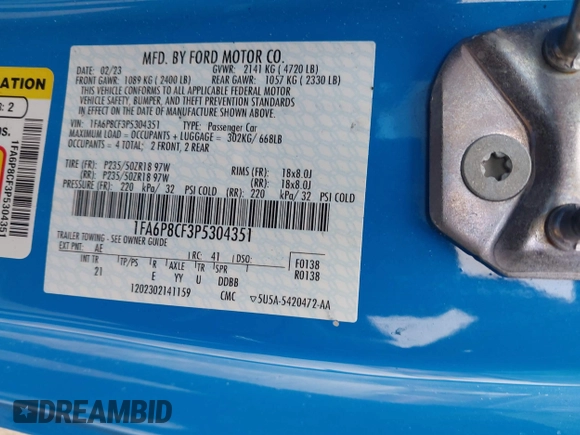 MFD. BY FORD MOTOR CO.
DATE: 02/23 GVWR: 2141 KG ( 4720 LB)
FRONT GAWR: 1089 KG ( 2400 LB) REAR GAWR: 1057 KG ( 2330 LB)
THIS VEHICLE CONFORMS TO ALL APPLICABLE FEDERAL MOTOR
VEHICLE SAFETY, BUMPER, AND THEFT PREVENTION STANDARDS
IN EFFECT ON THE DATE OF MANUFACTURE SHOWN ABOVE.
VIN: 1FA6P8CF3P5304351 TYPE: Passenger Car
MAXIMUM LOAD = OCCUPANTS + LUGGAGE = 302KG/ 668LB
OCCUPANTS = 4 TOTAL; 2 FRONT, 2 REAR
TIRE (FR): P235/50ZR18 97W RIMS (FR): 18x8.0J
(RR): P235/50ZR18 97W (RR): 18x8.0J
PRESSURE (FR): 220 kPa/ 32 PSI COLD (RR): 220 kPa/ 32 PSI COLD
1FA6P8CF3P5304351
TRAILER TOWING - SEE OWNER GUIDE
EXT PNT: AE RC: 41 DSO: F0138
INT TR TP/PS R AXLE TR SPR R0138
21 E YY U DDBB
1202302141159 CMC 5U5A-5420472-AA
ATION
: 2
1FA6P8CF3P5304351
DREAMBID